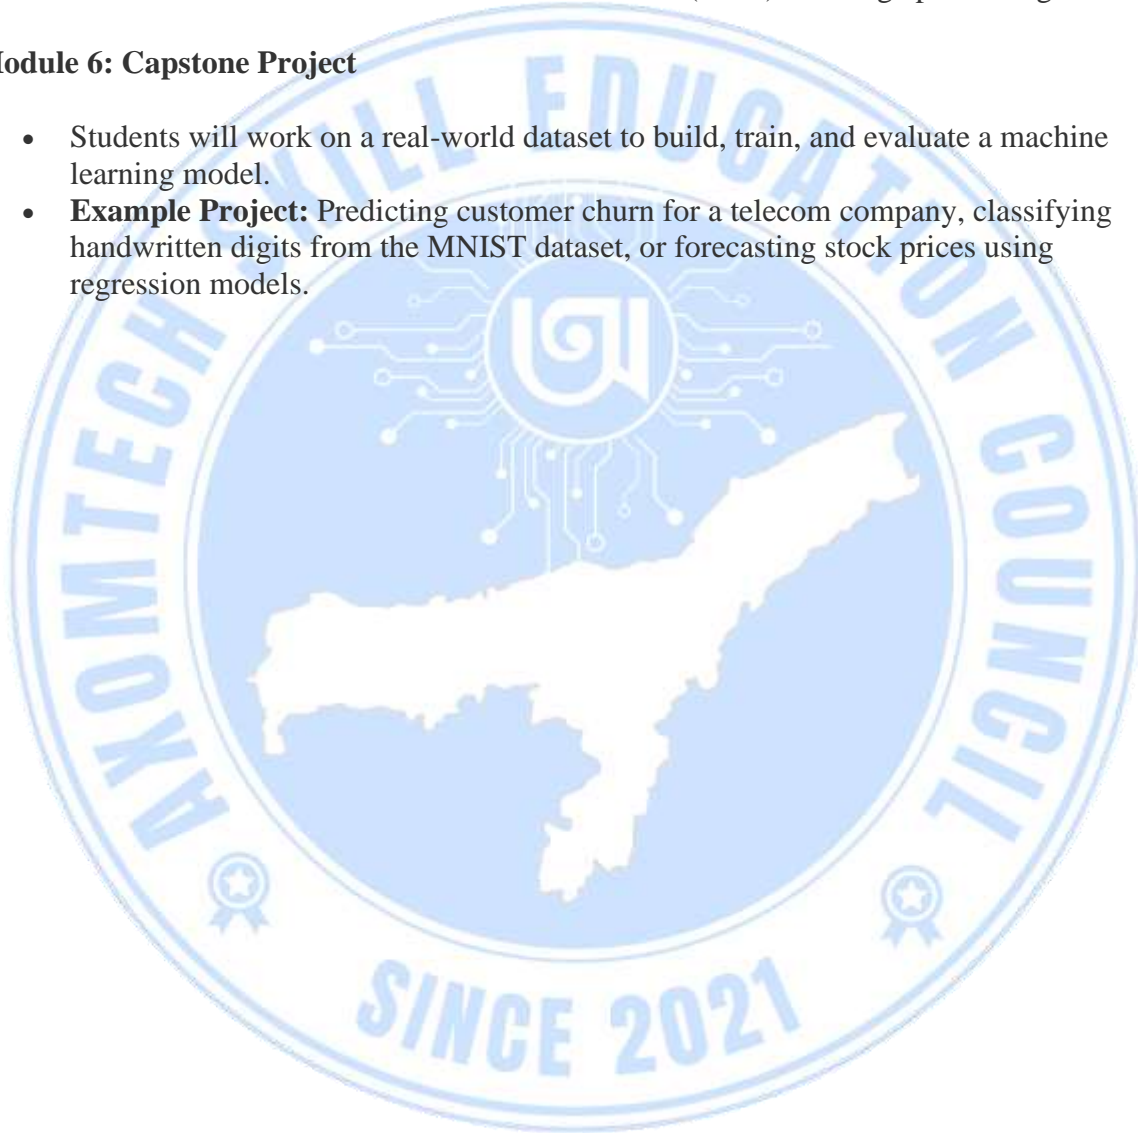 Module 6: Capstone Project
• Students will work on a real-world dataset to build, train, and evaluate a machine
learning model.
• Example Project: Predicting customer churn for a telecom company, classifying
handwritten digits from the MNIST dataset, or forecasting stock prices using
regression models.
AXOMTECH SKILL EDUCATION COUNCIL
SINCE 2021